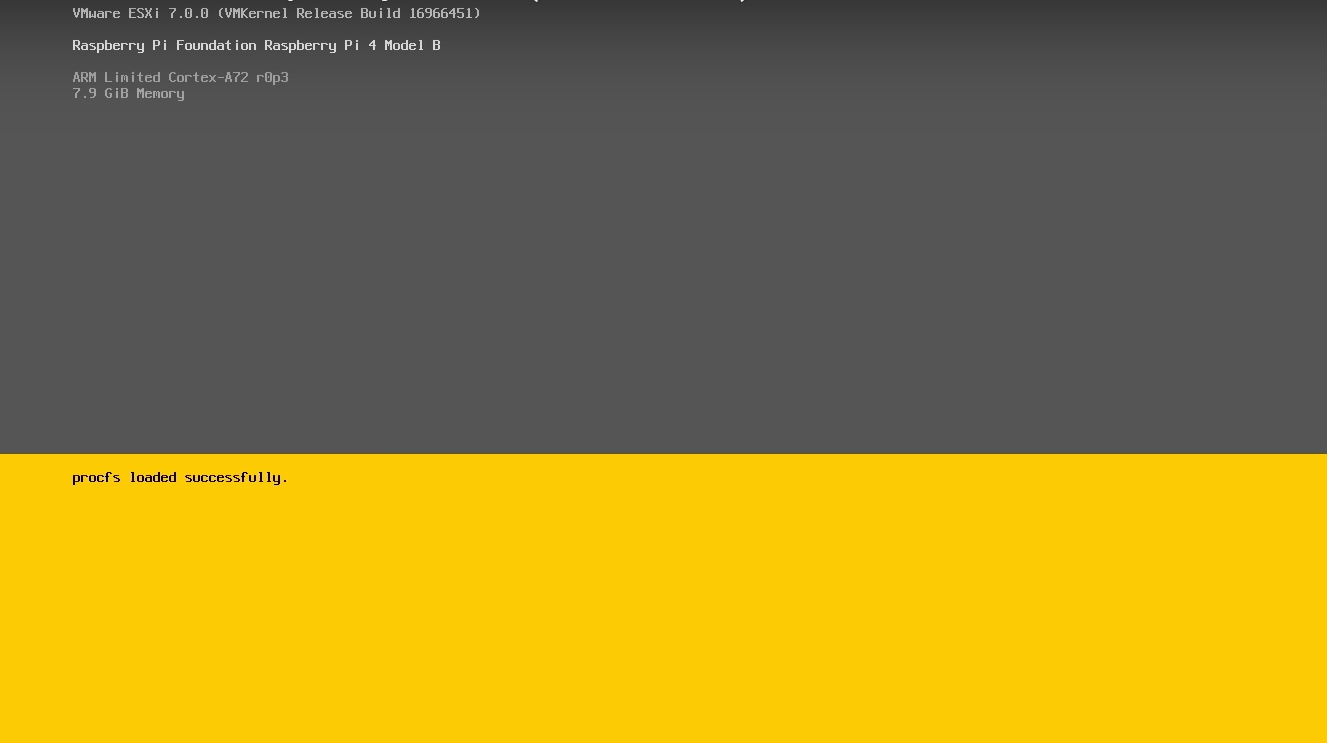 VMware ESXi 7.0.0 (VMKernel Release Build 16966451)
Raspberry Pi Foundation Raspberry Pi 4 Model B
ARM Limited Cortex-A72 r0p3
7.9 GiB Memory
procfs loaded successfully.